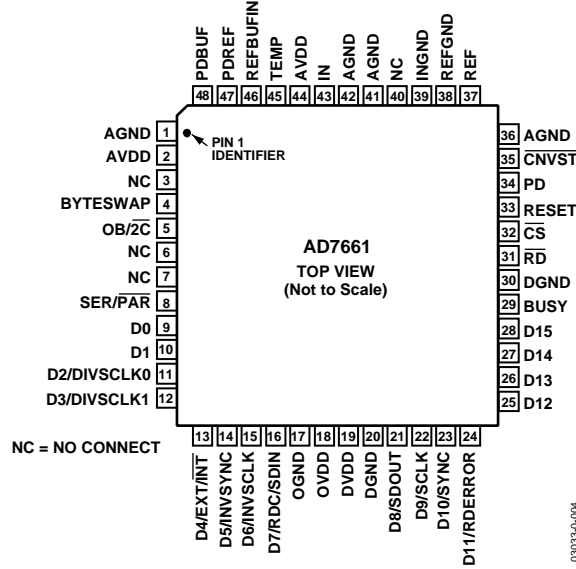 PDBUF
PDREF
REFBUFIN
TEMP
AVDD
IN
AGND
AGND
NC
INGND
REFGND
REF
48 47 46 45 44 43 42 41 40 39 38 37
AGND 1
AVDD 2
NC 3
BYTESWAP 4
OB/2C̅ 5
NC 6
NC 7
SER/P̅A̅R̅ 8
D0 9
D1 10
D2/DIVSCLK0 11
D3/DIVSCLK1 12
PIN 1
IDENTIFIER
AD7661
TOP VIEW
(Not to Scale)
36 AGND
35 C̅N̅V̅S̅T̅
34 PD
33 RESET
32 C̅S̅
31 R̅D̅
30 DGND
29 BUSY
28 D15
27 D14
26 D13
25 D12
NC = NO CONNECT
13 14 15 16 17 18 19 20 21 22 23 24
D4/EXT/I̅N̅T̅
D5/INVSYNC
D6/INVSCLK
D7/RDC/SDIN
OGND
OVDD
DVDD
DGND
D8/SDOUT
D9/SCLK
D10/SYNC
D11/RDERROR
03033-0-004